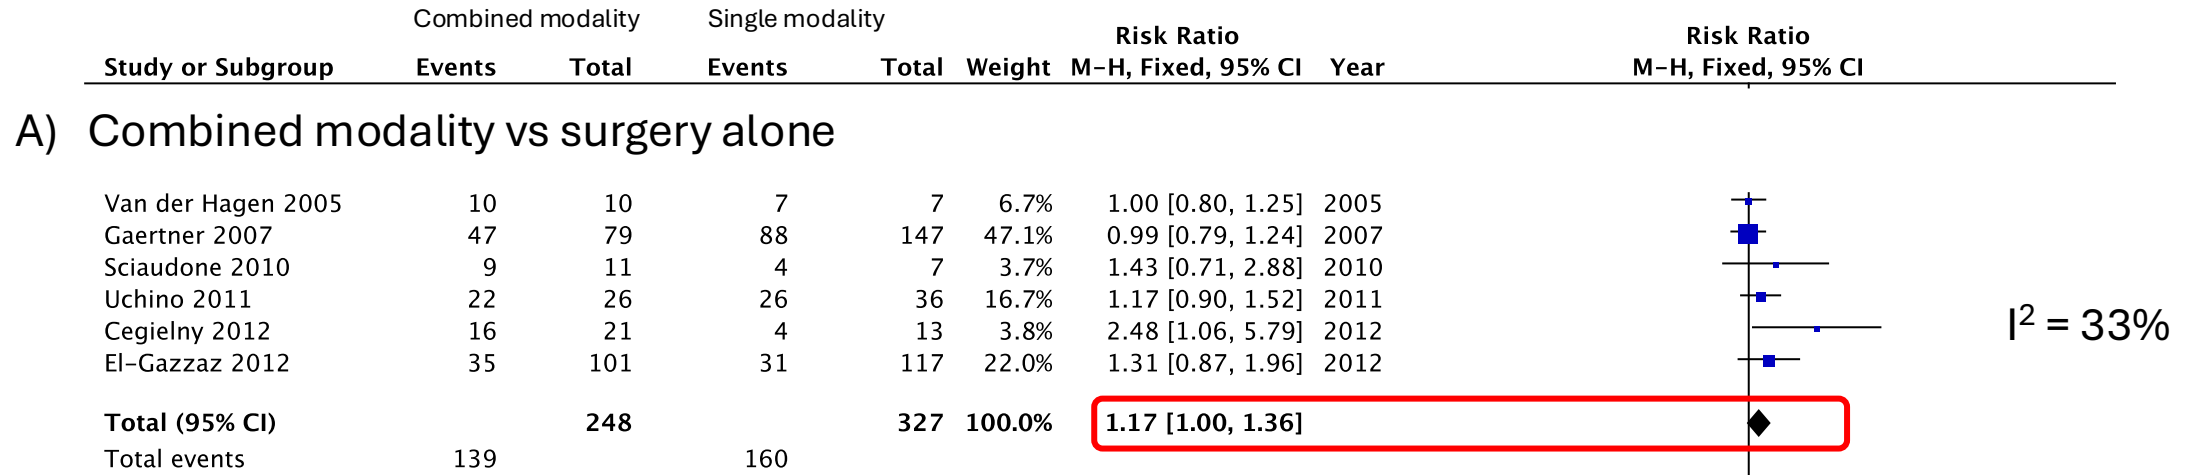 Combined modality Single modality
Risk Ratio Risk Ratio
Study or Subgroup Events Total Events Total Weight M-H, Fixed, 95% CI Year M-H, Fixed, 95% CI
A) Combined modality vs surgery alone
Van der Hagen 2005 10 10 7 7 6.7% 1.00 [0.80, 1.25] 2005
Gaertner 2007 47 79 88 147 47.1% 0.99 [0.79, 1.24] 2007
Sciaudone 2010 9 11 4 7 3.7% 1.43 [0.71, 2.88] 2010
Uchino 2011 22 26 26 36 16.7% 1.17 [0.90, 1.52] 2011
Cegielny 2012 16 21 4 13 3.8% 2.48 [1.06, 5.79] 2012
I² = 33%
El-Gazzaz 2012 35 101 31 117 22.0% 1.31 [0.87, 1.96] 2012
Total (95% CI) 248 327 100.0% 1.17 [1.00, 1.36]
Total events 139 160